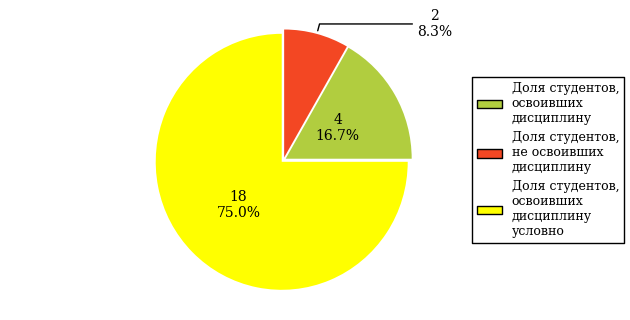 2
8.3%
4
16.7%
18
75.0%
Доля студентов,
освоивших
дисциплину
Доля студентов,
не освоивших
дисциплину
Доля студентов,
освоивших
дисциплину
условно